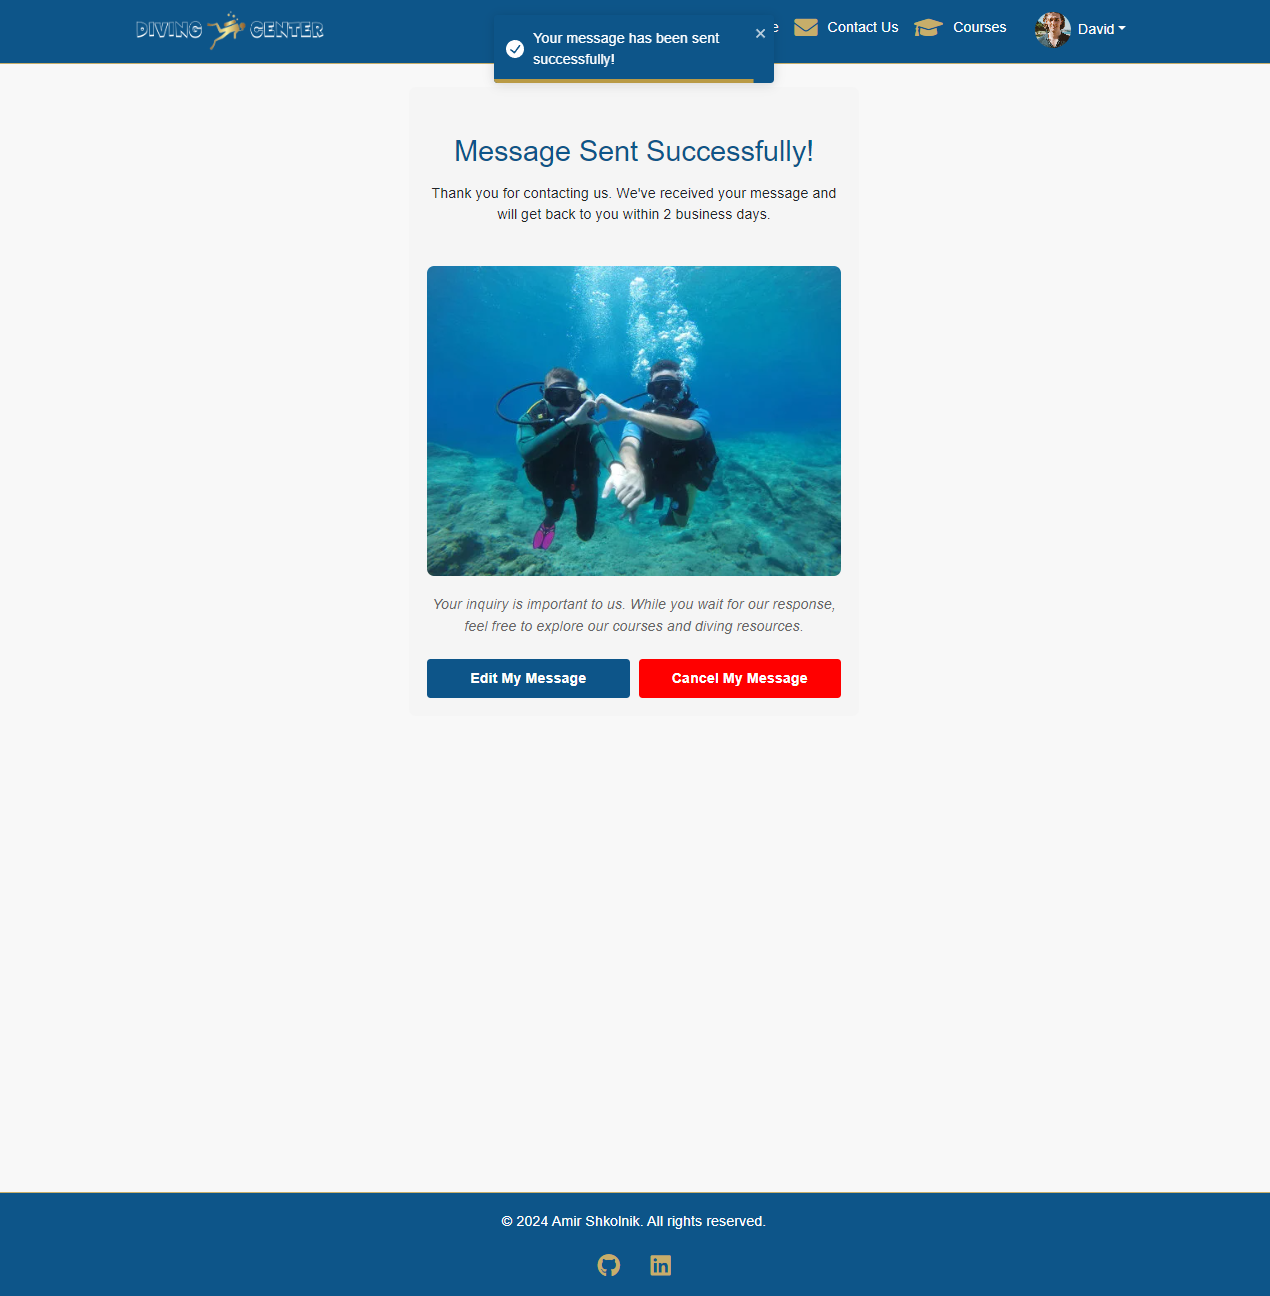 DIVING CENTER
Your message has been sent
successfully!
×
Contact Us
Courses
David
Message Sent Successfully!
Thank you for contacting us. We've received your message and
will get back to you within 2 business days.
Your inquiry is important to us. While you wait for our response,
feel free to explore our courses and diving resources.
Edit My Message
Cancel My Message
© 2024 Amir Shkolnik. All rights reserved.
in